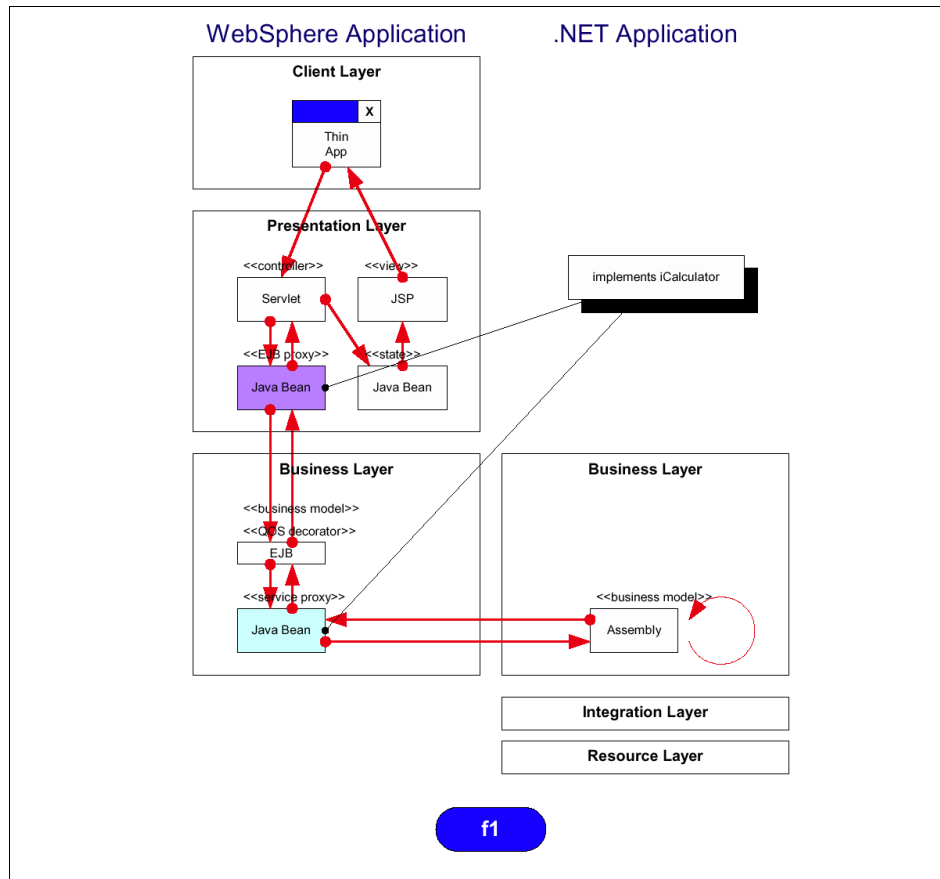 WebSphere Application
.NET Application
Client Layer
X
Thin
App
Presentation Layer
<<controller>>
<<view>>
Servlet
JSP
implements iCalculator
<<EJB proxy>>
<<state>>
Java Bean
Java Bean
Business Layer
Business Layer
<<business model>>
<<QOS decorator>>
EJB
<<service proxy>>
<<business model>>
Java Bean
Assembly
Integration Layer
Resource Layer
f1